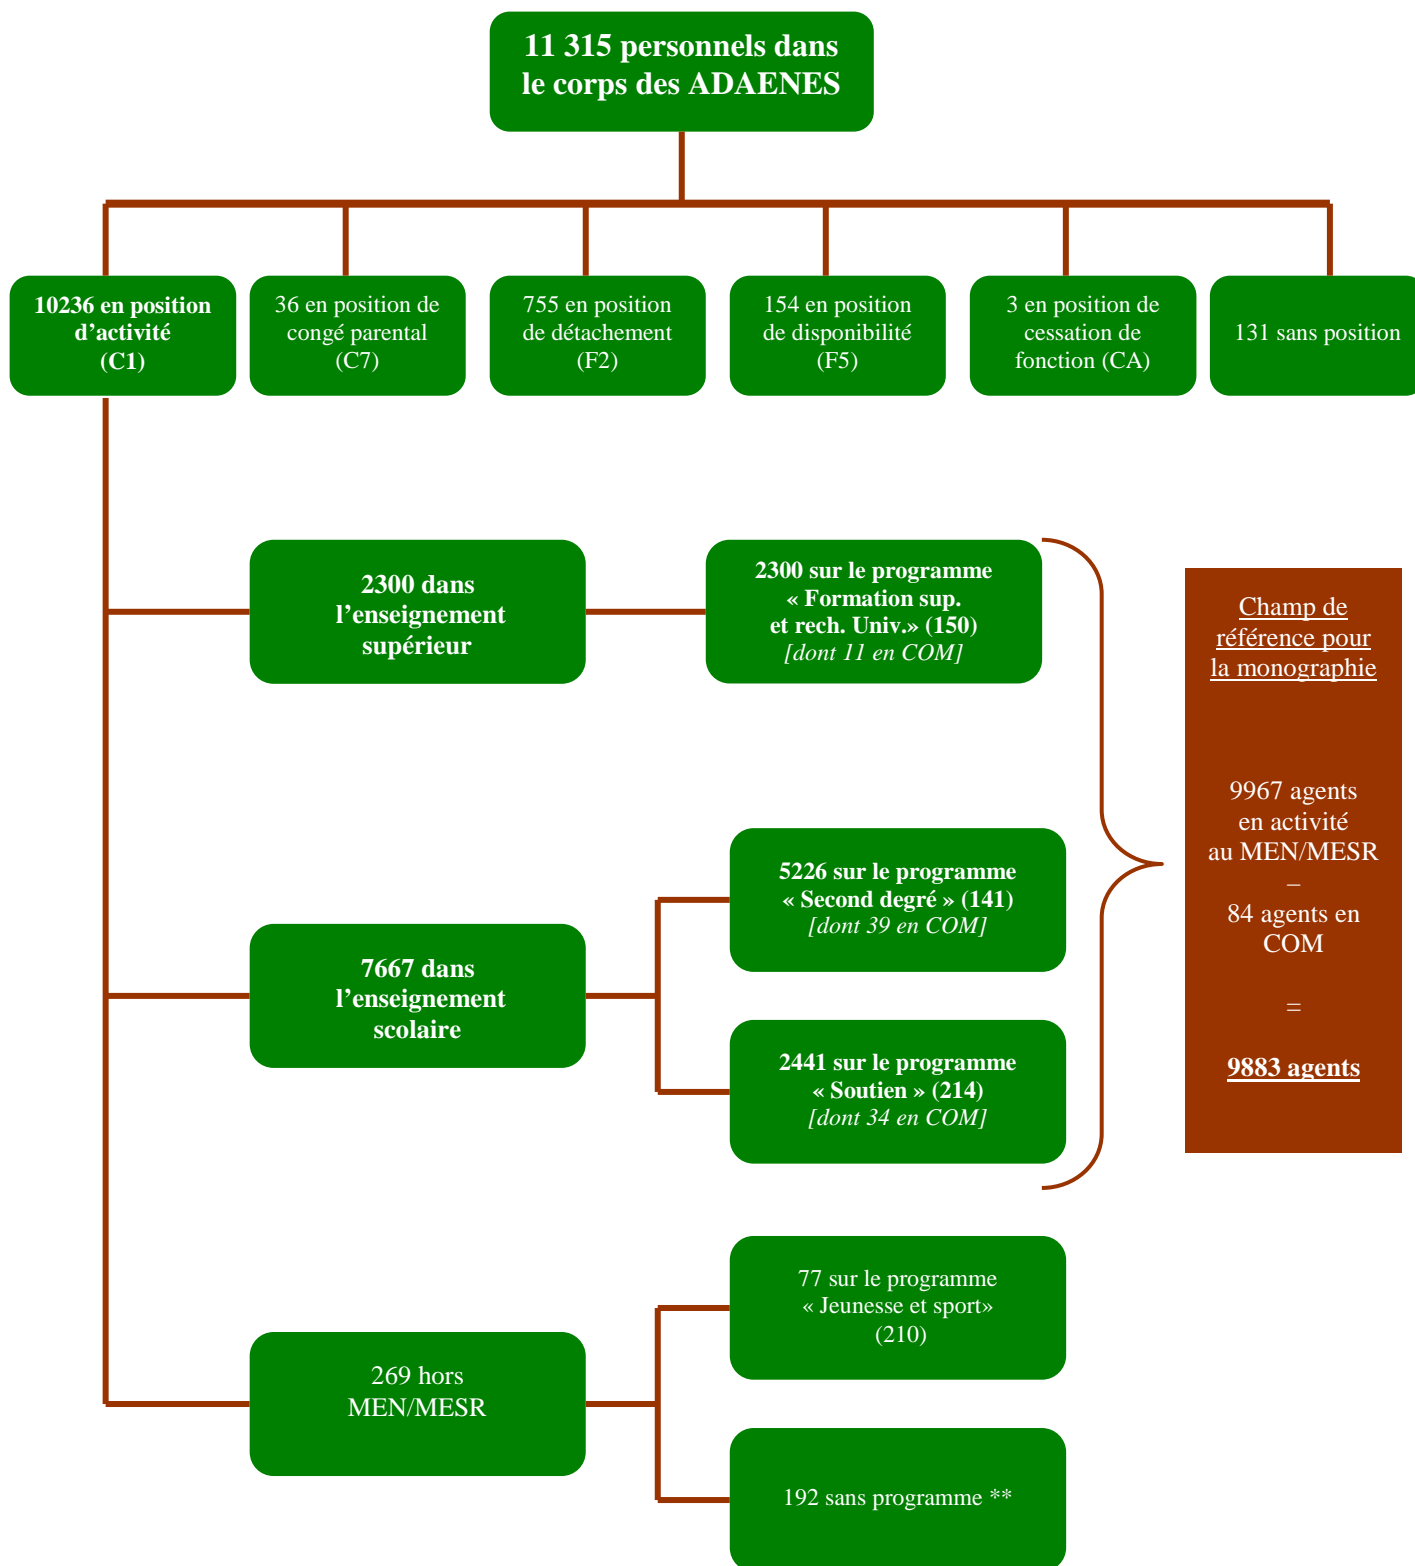 11 315 personnels dans
le corps des ADAENES
10236 en position
d’activité
(C1)
36 en position de
congé parental
(C7)
755 en position
de détachement
(F2)
154 en position
de disponibilité
(F5)
3 en position de
cessation de
fonction (CA)
131 sans position
2300 dans
l’enseignement
supérieur
2300 sur le programme
« Formation sup.
et rech. Univ.» (150)
[dont 11 en COM]
7667 dans
l’enseignement
scolaire
5226 sur le programme
« Second degré » (141)
[dont 39 en COM]
2441 sur le programme
« Soutien » (214)
[dont 34 en COM]
Champ de
référence pour
la monographie
9967 agents
en activité
au MEN/MESR
–
84 agents en
COM
=
9883 agents
269 hors
MEN/MESR
77 sur le programme
« Jeunesse et sport»
(210)
192 sans programme **